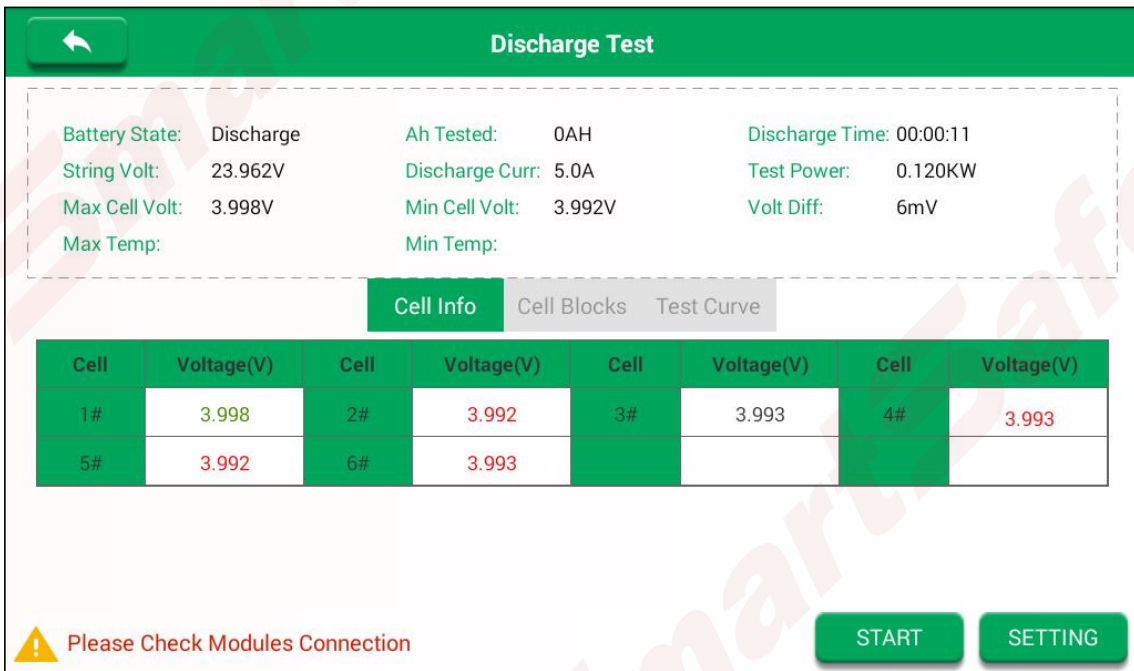 Discharge Test
Battery State: Discharge Ah Tested: 0AH Discharge Time: 00:00:11
String Volt: 23.962V Discharge Curr: 5.0A Test Power: 0.120KW
Max Cell Volt: 3.998V Min Cell Volt: 3.992V Volt Diff: 6mV
Max Temp: Min Temp:
Cell Info Cell Blocks Test Curve
Cell Voltage(V) Cell Voltage(V) Cell Voltage(V) Cell Voltage(V)
1# 3.998 2# 3.992 3# 3.993 4# 3.993
5# 3.992 6# 3.993
Please Check Modules Connection START SETTING